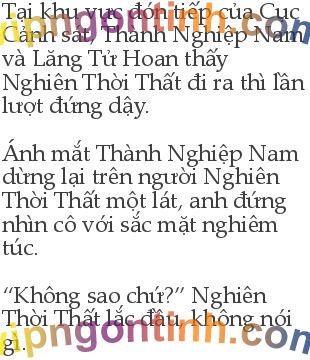 Tại khu vực đón tiếp của Cục
Cảnh sát, Thành Nghiệp Nam
và Lăng Tử Hoan thấy
Nghiên Thời Thất đi ra thì lần
lượt đứng dậy.
Ánh mắt Thành Nghiệp Nam
dừng lại trên người Nghiên
Thời Thất một lát, anh đứng
nhìn cô với sắc mặt nghiêm
túc.
“Không sao chứ?” Nghiên
Thời Thất lắc đầu, không nói
gì.
vipngontinh.com
vipngontinh.com